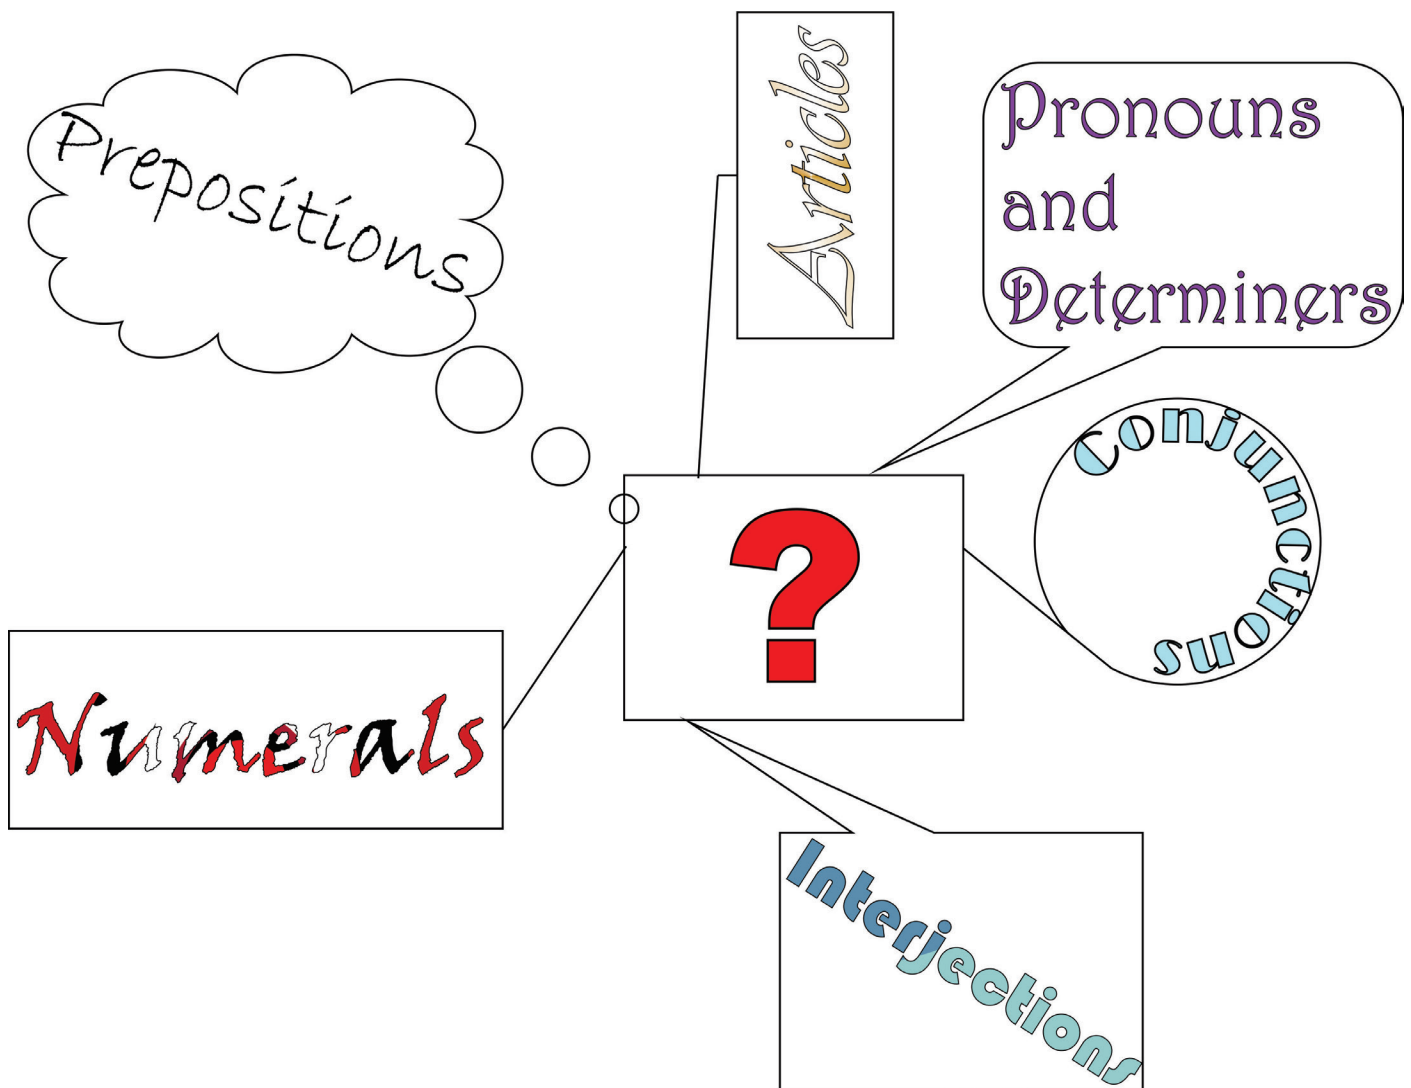 Prepositions
Articles
Pronouns
and
Determiners
Conjunctions
?
Numerals
Interjections